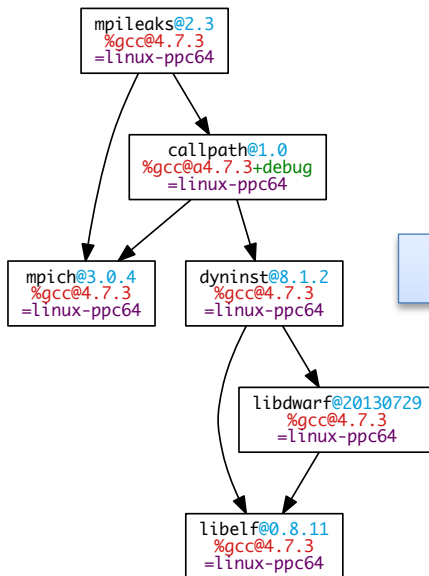 mpileaks@2.3
%gcc@4.7.3
=linux-ppc64
callpath@1.0
%gcc@a4.7.3+debug
=linux-ppc64
mpich@3.0.4
%gcc@4.7.3
=linux-ppc64
dyninst@8.1.2
%gcc@4.7.3
=linux-ppc64
libdwarf@20130729
%gcc@4.7.3
=linux-ppc64
libelf@0.8.11
%gcc@4.7.3
=linux-ppc64